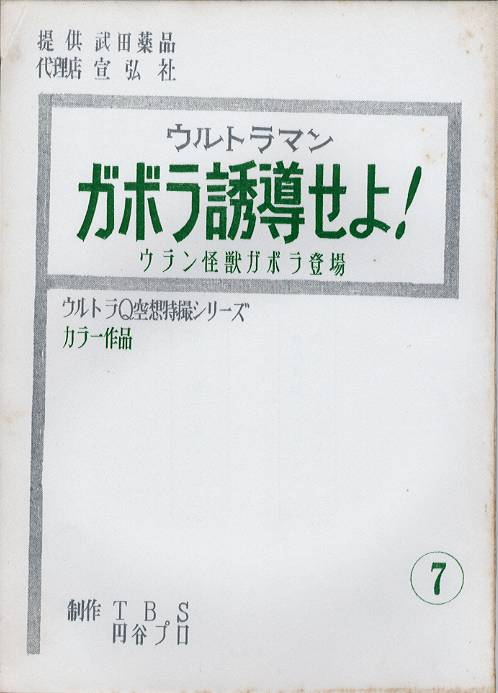 提供 武田薬品
代理店 宣弘社
ウルトラマン
ガボラ誘導せよ!
ウラン怪獣ガボラ登場
ウルトラQ空想特撮シリーズ
カラー作品
7
制作 TBS
円谷プロ